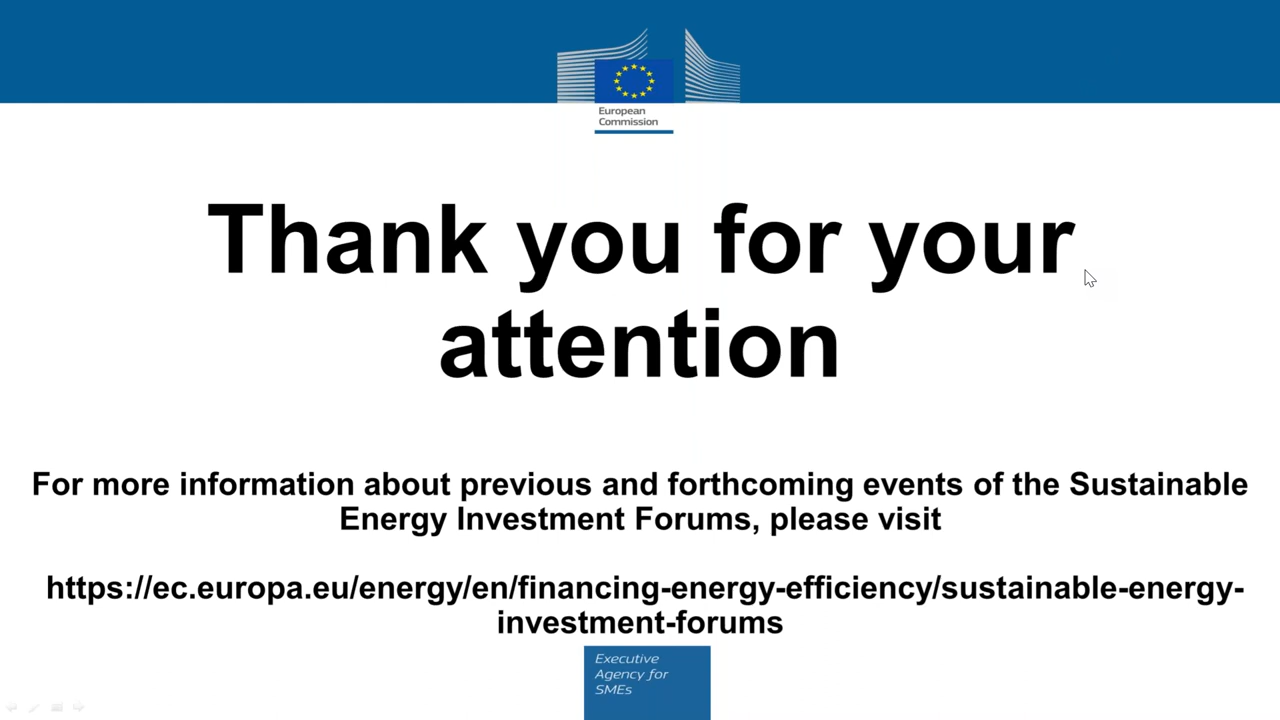 European
Commission
Thank you for your
attention
For more information about previous and forthcoming events of the Sustainable
Energy Investment Forums, please visit
https://ec.europa.eu/energy/en/financing-energy-efficiency/sustainable-energy-
investment-forums
Executive
Agency for
SMEs